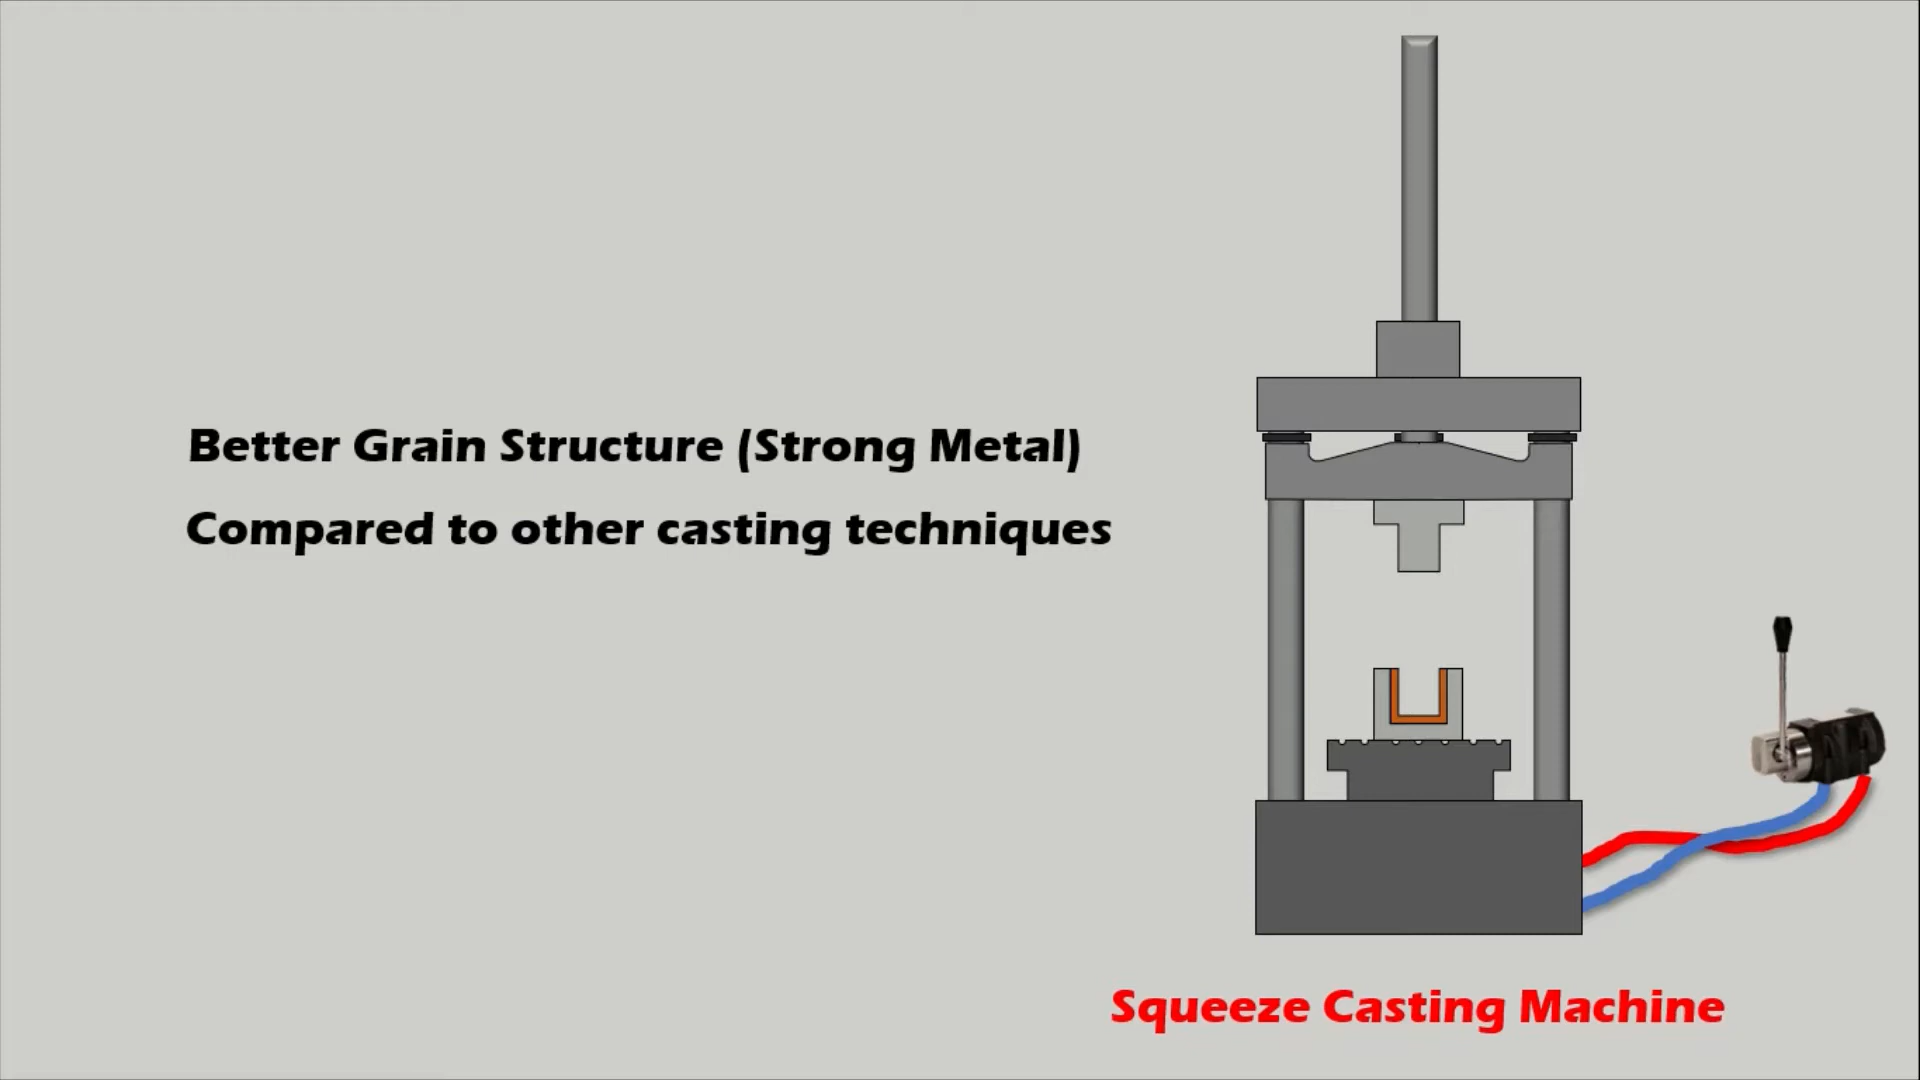 Better Grain Structure (Strong Metal)
Compared to other casting techniques
Squeeze Casting Machine